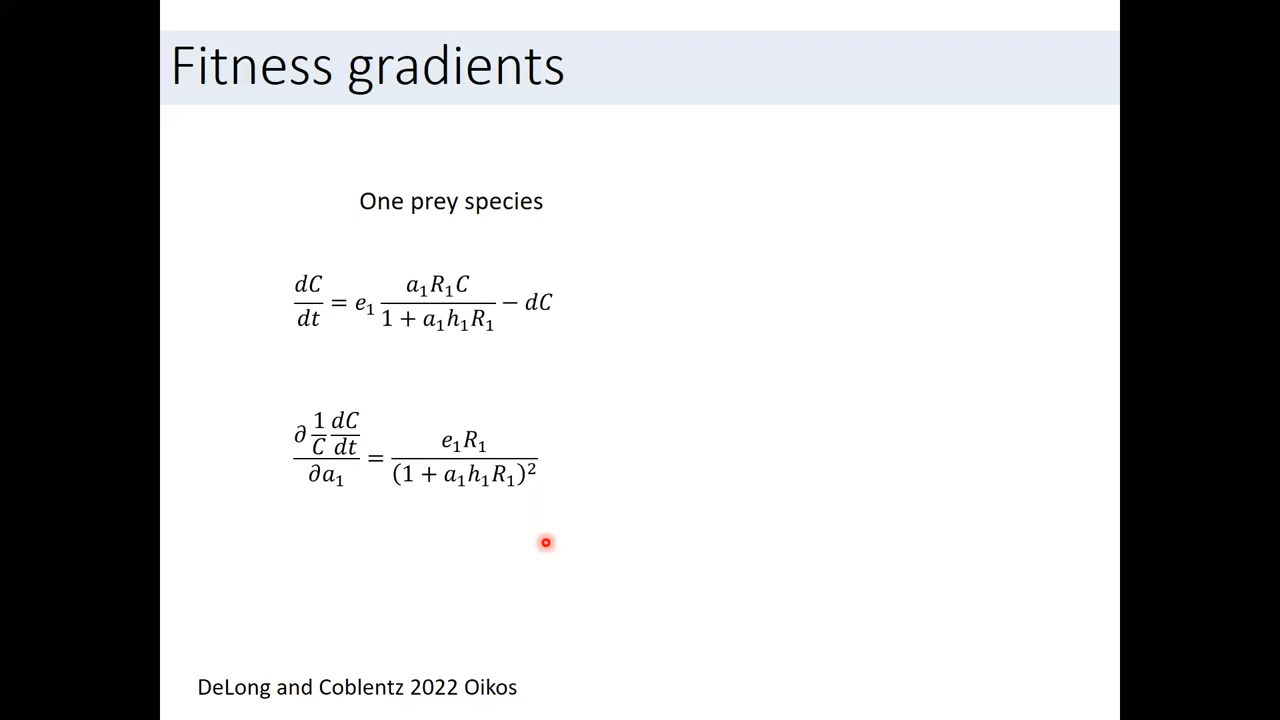 Fitness gradients
One prey species
dC/dt = e₁ a₁R₁C / (1 + a₁h₁R₁) − dC
∂ (1/C) (dC/dt) / ∂a₁ = e₁R₁ / (1 + a₁h₁R₁)²
DeLong and Coblentz 2022 Oikos